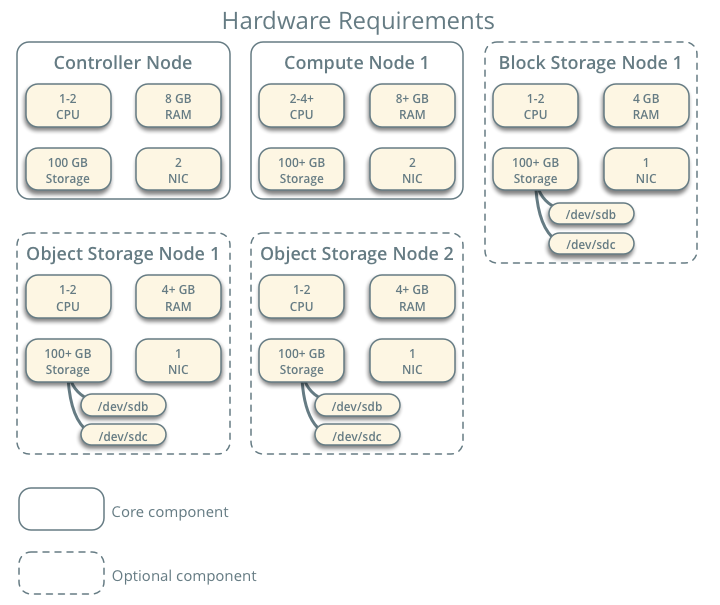 Hardware Requirements
Controller Node
1-2
CPU
8 GB
RAM
100 GB
Storage
2
NIC
Compute Node 1
2-4+
CPU
8+ GB
RAM
100+ GB
Storage
2
NIC
Block Storage Node 1
1-2
CPU
4 GB
RAM
100+ GB
Storage
1
NIC
/dev/sdb
/dev/sdc
Object Storage Node 1
1-2
CPU
4+ GB
RAM
100+ GB
Storage
1
NIC
/dev/sdb
/dev/sdc
Object Storage Node 2
1-2
CPU
4+ GB
RAM
100+ GB
Storage
1
NIC
/dev/sdb
/dev/sdc
Core component
Optional component